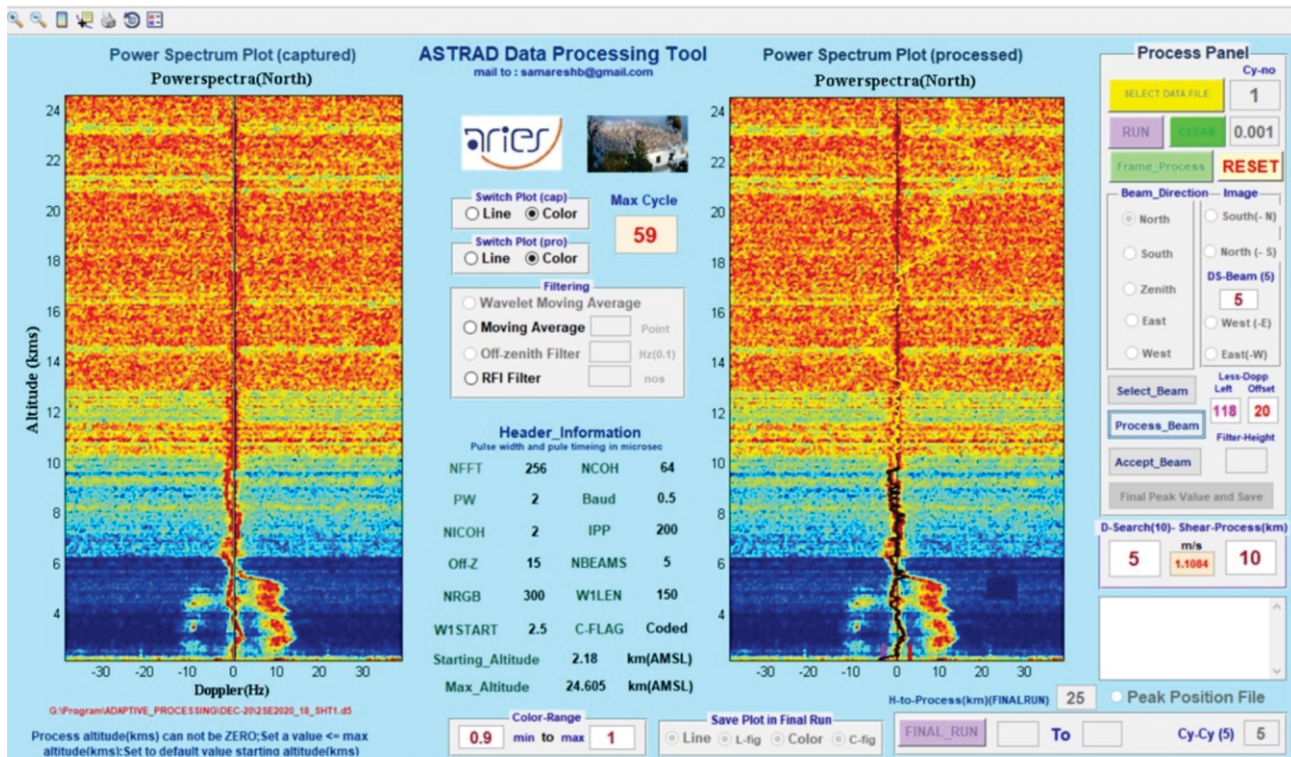 Power Spectrum Plot (captured)
Powerspectra(North)
24
22
20
18
16
14
12
10
8
6
4
Altitude (kms)
-30 -20 -10 0 10 20 30
Doppler(Hz)
G:\Program\ADAPTIVE_PROCESSING\DEC-20\2SE2020_18_SHT1.d5
Process altitude(kms) can not be ZERO;Set a value <= max
altitude(kms);Set to default value starting altitude(kms)
ASTRAD Data Processing Tool
mail to : samareshb@gmail.com
aries
Switch Plot (cap)
Line Color
Max Cycle
59
Switch Plot (pro)
Line Color
Filtering
Wavelet Moving Average
Moving Average Point
Off-zenith Filter Hz(0.1)
RFI Filter nos
Header_Information
Pulse width and pule timeing in microsec
NFFT 256 NCOH 64
PW 2 Baud 0.5
NICOH 2 IPP 200
Off-Z 15 NBEAMS 5
NRGB 300 W1LEN 150
W1START 2.5 C-FLAG Coded
Starting_Altitude 2.18 km(AMSL)
Max_Altitude 24.605 km(AMSL)
Color-Range
0.9 min to max 1
Power Spectrum Plot (processed)
Powerspectra(North)
24
22
20
18
16
14
12
10
8
6
4
-30 -20 -10 0 10 20 30
Save Plot in Final Run
Line L-fig Color C-fig
Process Panel
Cy-no
SELECT DATA FILE 1
RUN CLEAN 0.001
Frame_Process RESET
Beam_Direction Image
North South(- N)
South North (- S)
DS-Beam (5)
Zenith 5
East West (-E)
West East(-W)
Less-Dopp
Left Offset
Select_Beam 118 20
Process_Beam
Filter-Height
Accept_Beam
Final Peak Value and Save
D-Search(10)- Shear-Process(km)
m/s
5 1.1084 10
H-to-Process(km)(FINALRUN) 25 Peak Position File
FINAL_RUN To Cy-Cy (5) 5